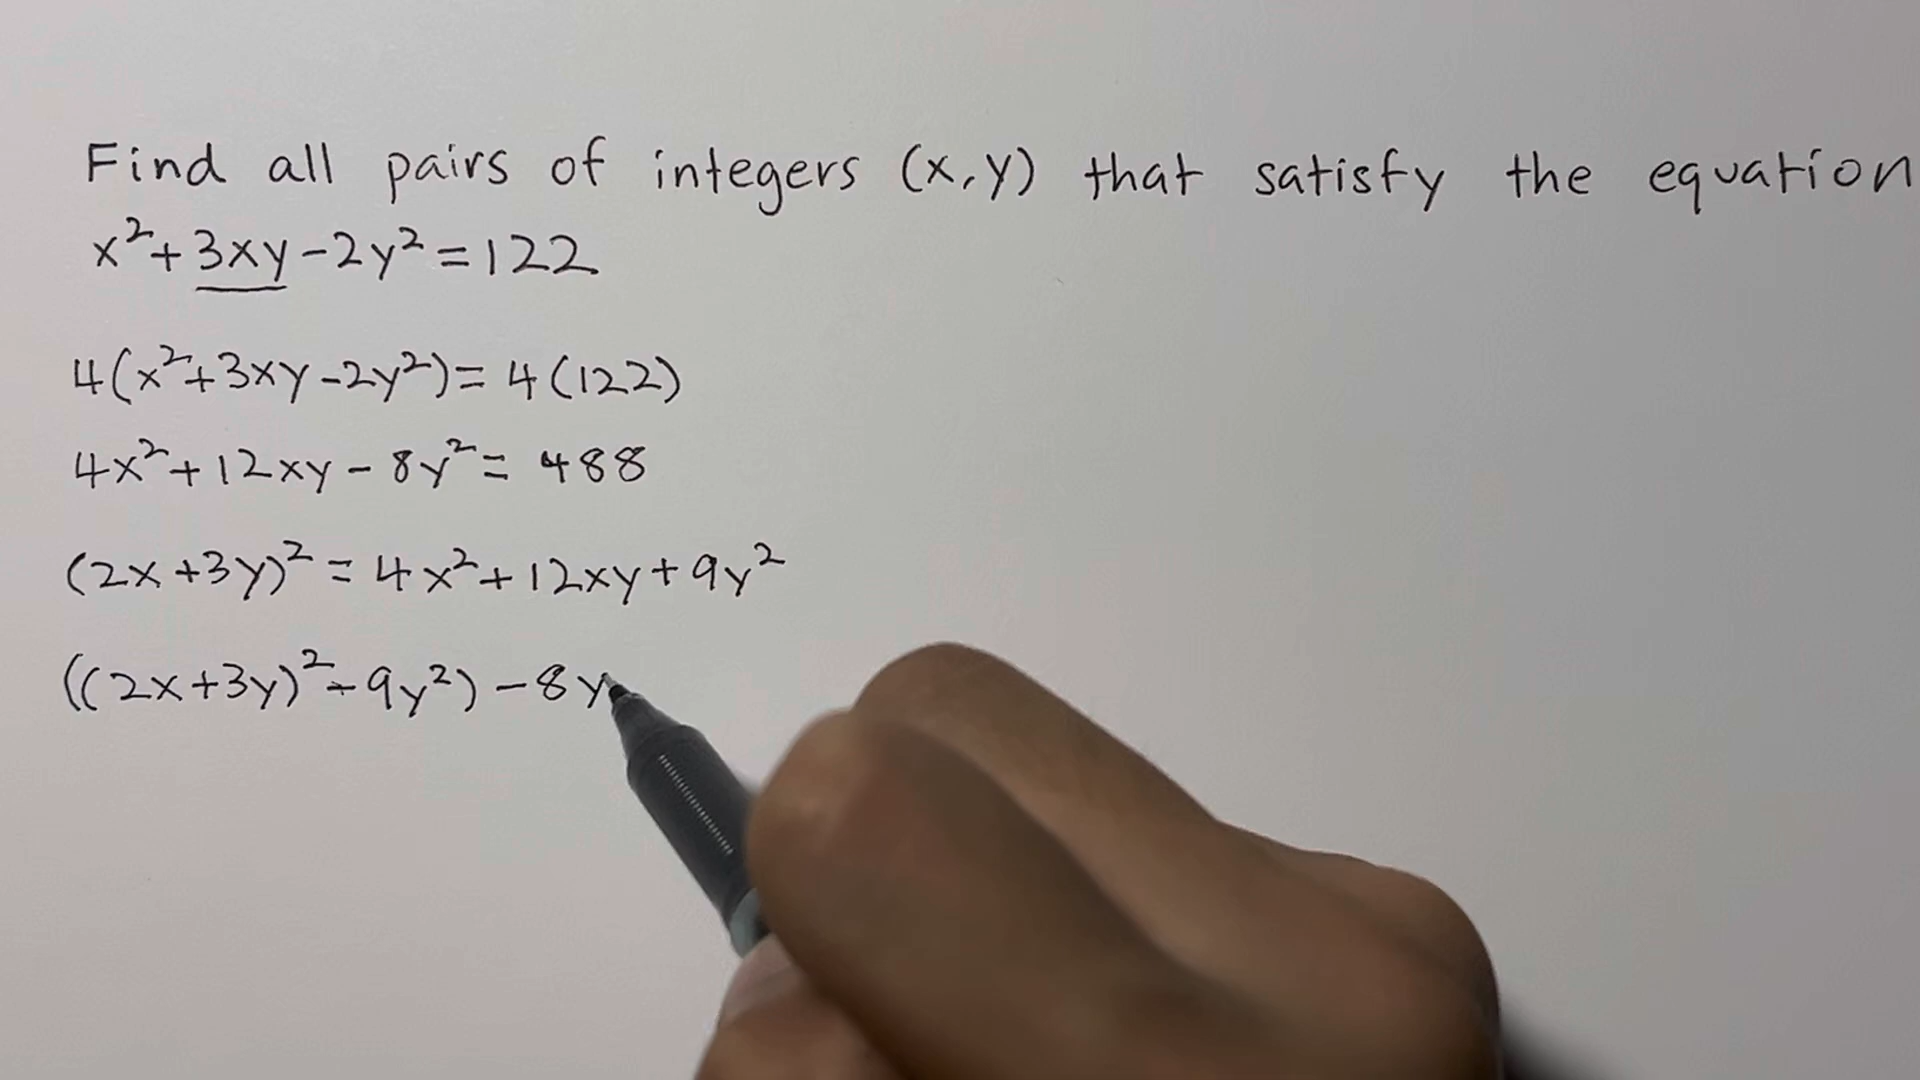 Find all pairs of integers (x,y) that satisfy the equation
x²+3xy-2y²=122
4(x²+3xy-2y²)=4(122)
4x²+12xy-8y²=488
(2x+3y)²=4x²+12xy+9y²
((2x+3y)²-9y²)-8y